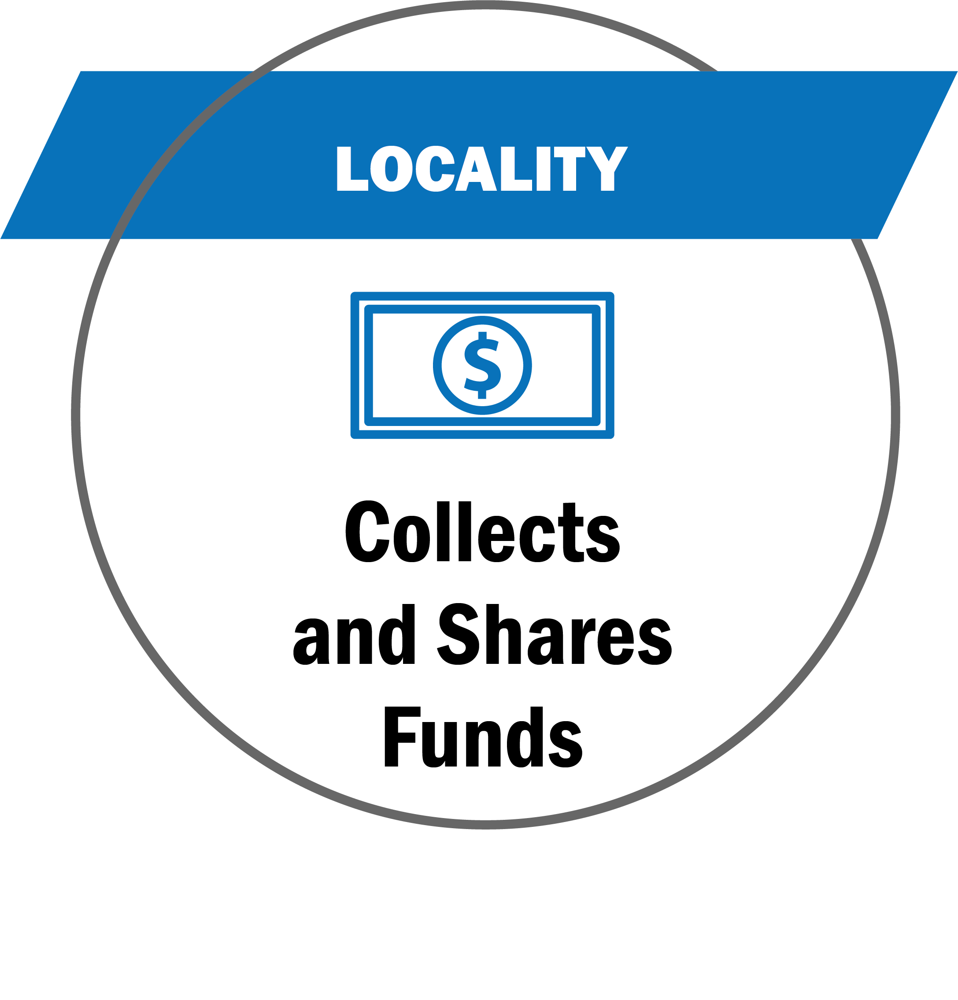 LOCALITY
$
Collects
and Shares
Funds